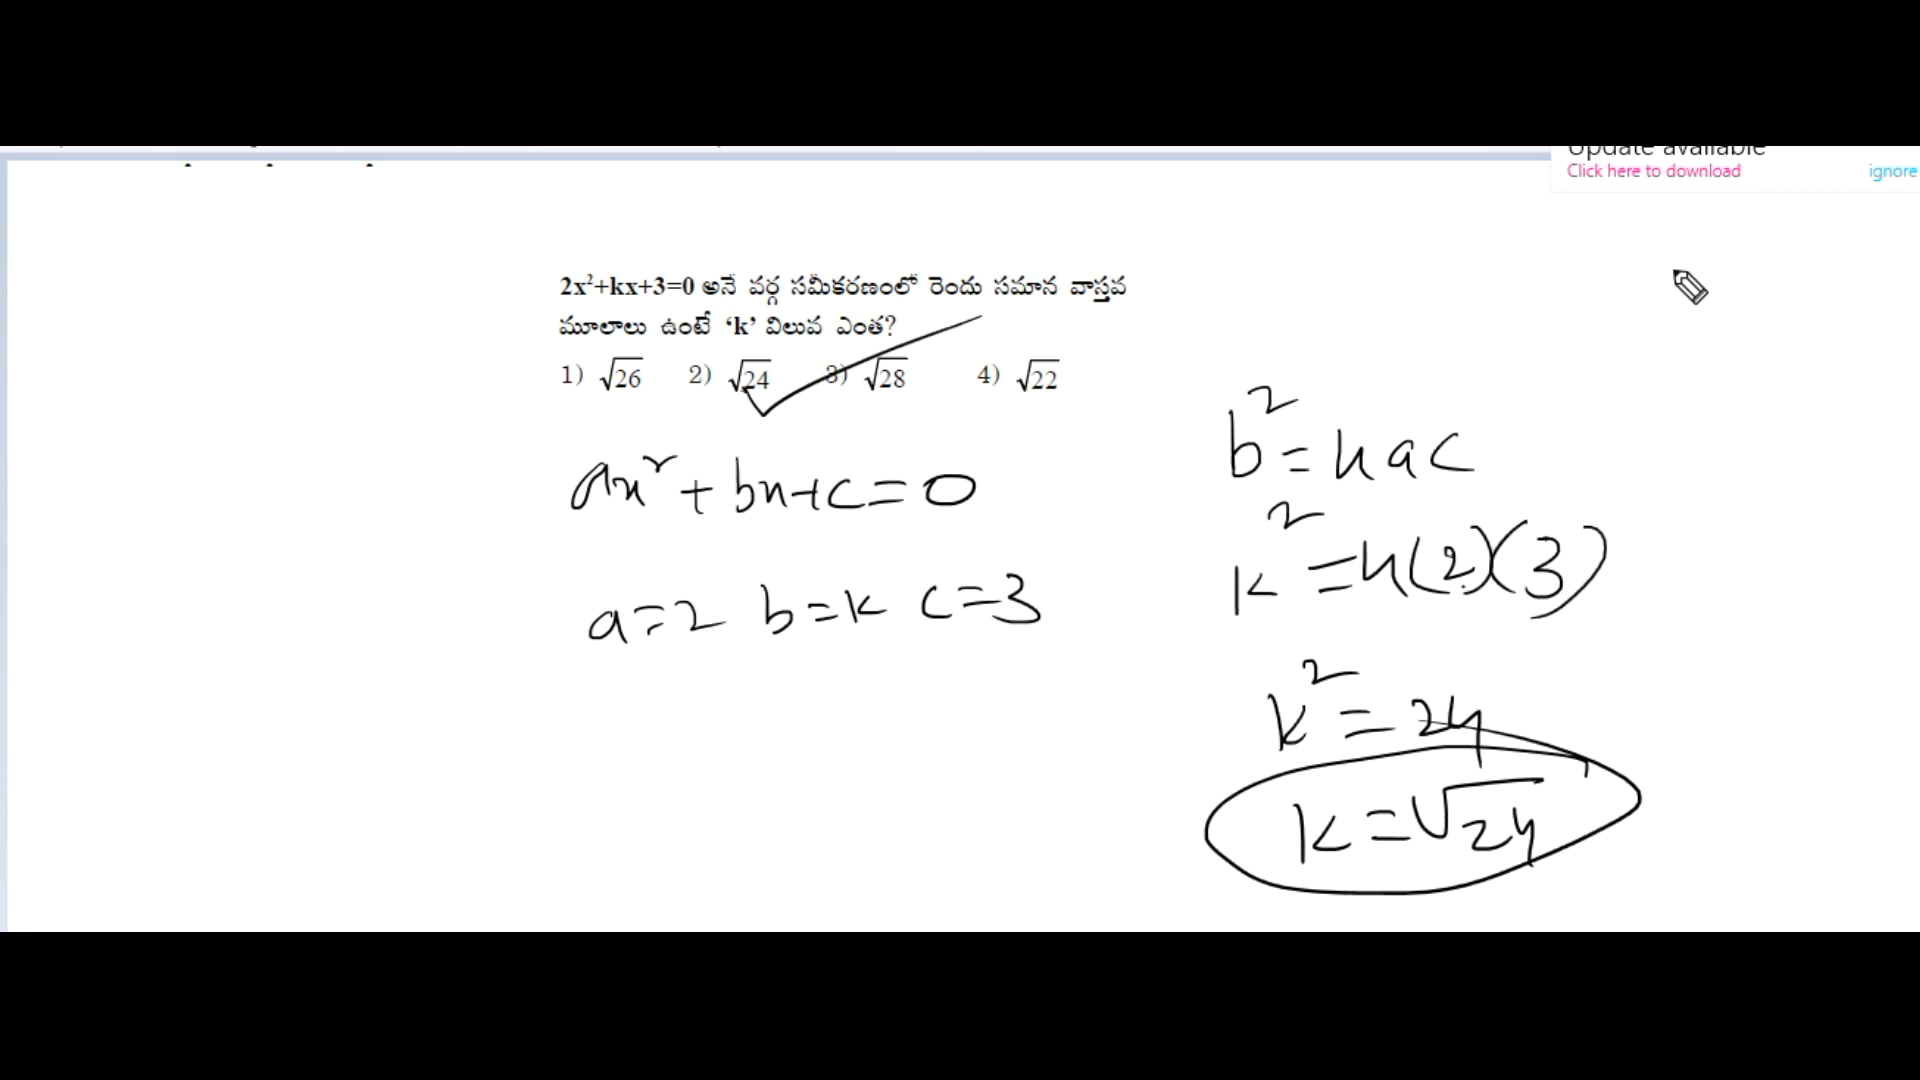 Update available
Click here to download ignore
2x²+kx+3=0 అనే వర్గ సమీకరణంలో రెండు సమాన వాస్తవ
మూలాలు ఉంటే ‘k’ విలువ ఎంత?
1) √26 2) √24 3) √28 4) √22
ax² + bx+c=0
a=2 b=k c=3
b²=4ac
k²=4(2)(3)
k²=24
k=√24